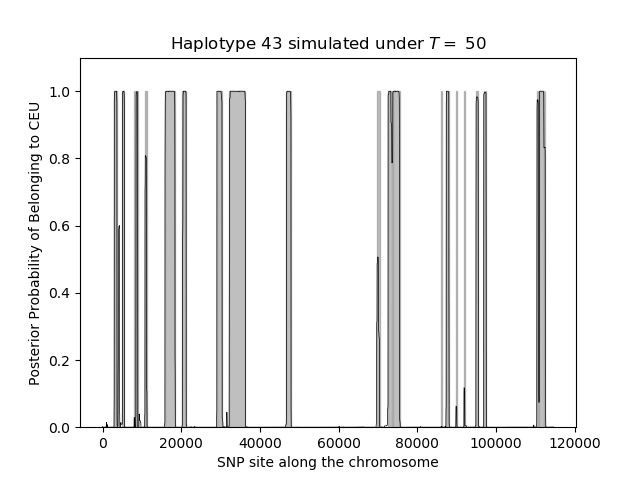 Haplotype 43 simulated under T = 50
Posterior Probability of Belonging to CEU
1.0
0.8
0.6
0.4
0.2
0.0
0 20000 40000 60000 80000 100000 120000
SNP site along the chromosome